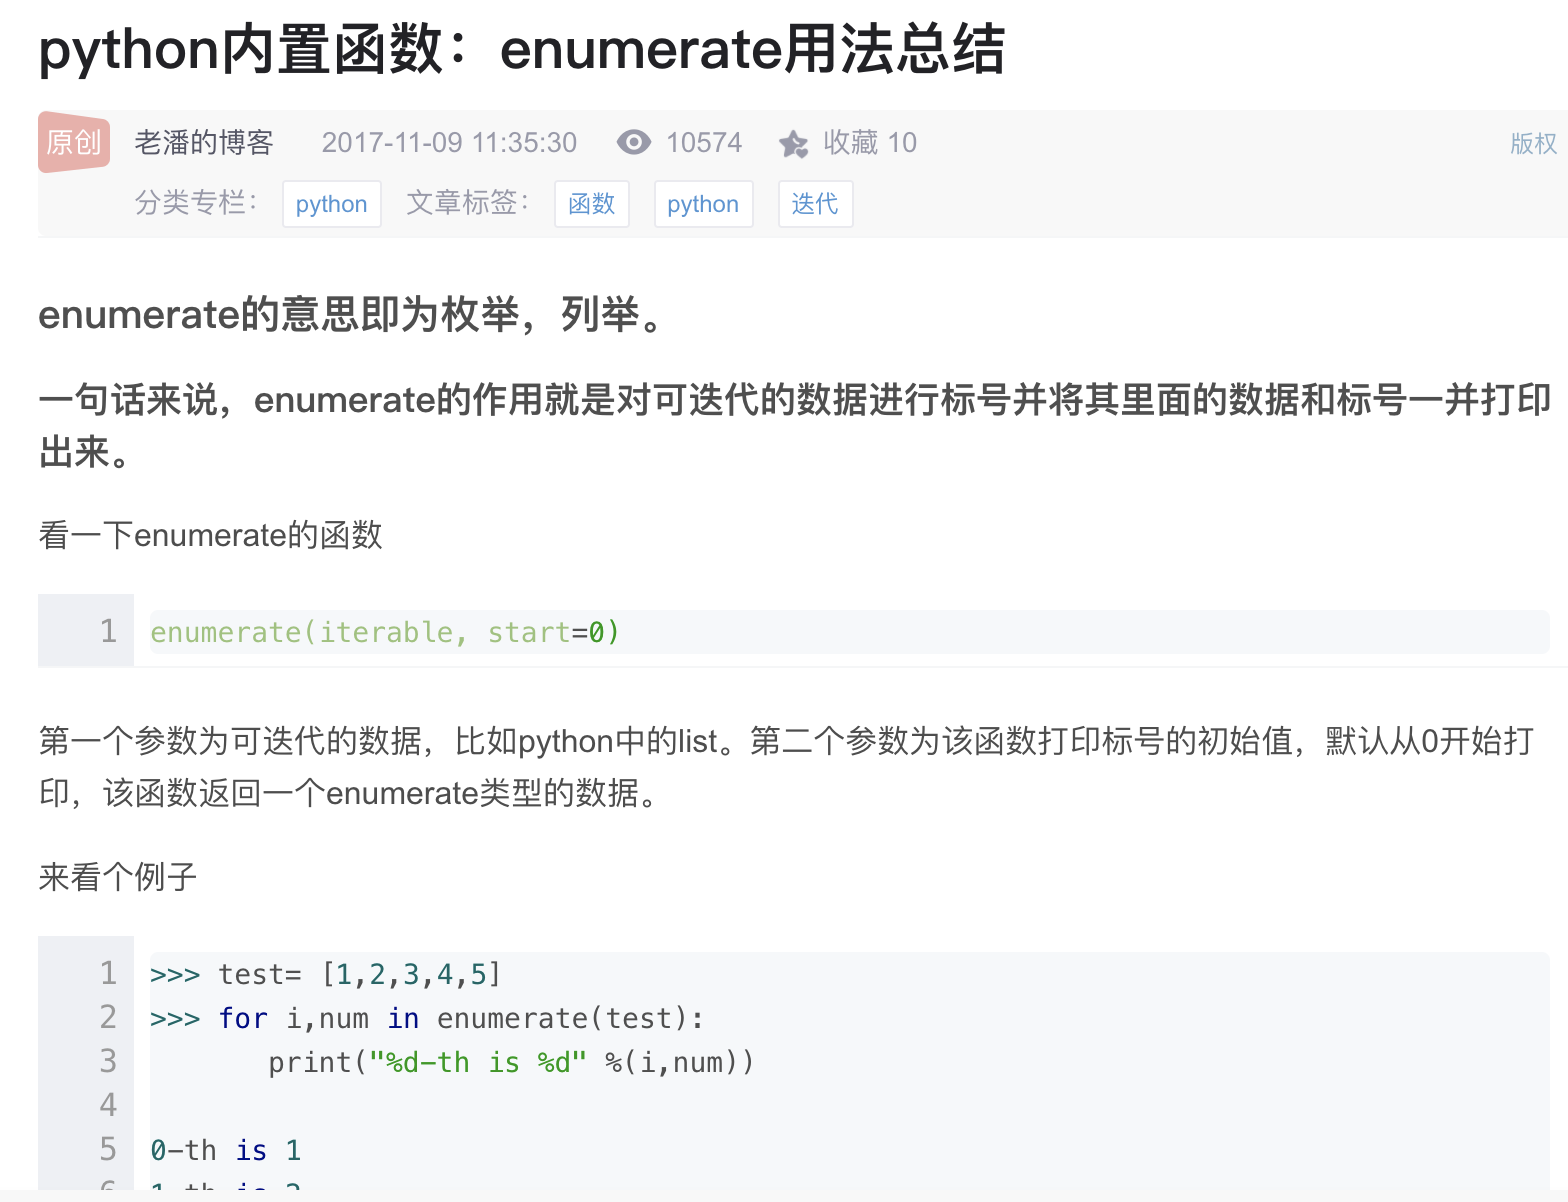 python内置函数：enumerate用法总结
原创 老潘的博客 2017-11-09 11:35:30 10574 收藏 10 版权
分类专栏： python 文章标签： 函数 python 迭代
enumerate的意思即为枚举，列举。
一句话来说，enumerate的作用就是对可迭代的数据进行标号并将其里面的数据和标号一并打印
出来。
看一下enumerate的函数
1 enumerate(iterable, start=0)
第一个参数为可迭代的数据，比如python中的list。第二个参数为该函数打印标号的初始值，默认从0开始打
印，该函数返回一个enumerate类型的数据。
来看个例子
1 >>> test= [1,2,3,4,5]
2 >>> for i,num in enumerate(test):
3 print("%d-th is %d" %(i,num))
4
5 0-th is 1